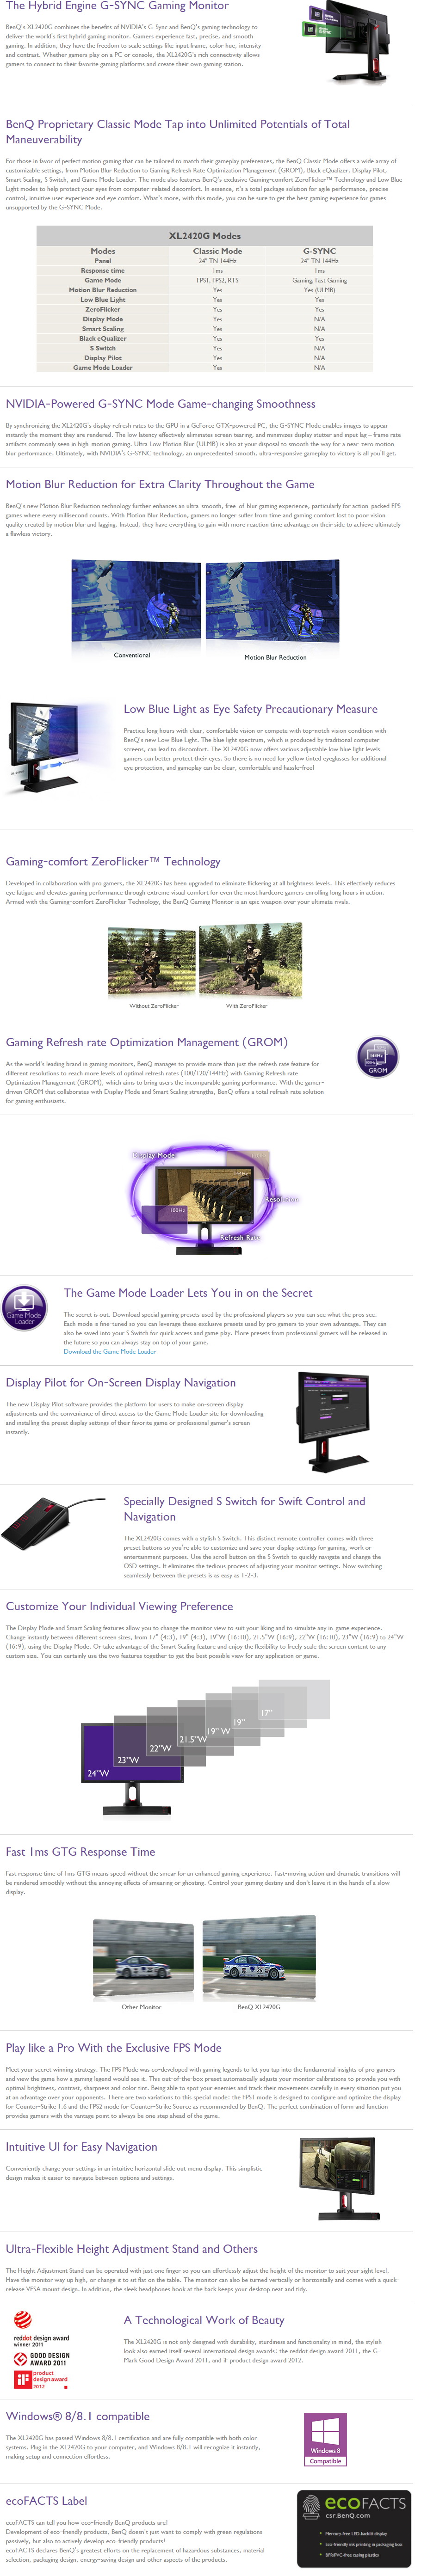 The Hybrid Engine G-SYNC Gaming Monitor
BenQ's XL2420G combines the benefits of NVIDIA's G-Sync and BenQ's gaming technology to
deliver the world's first hybrid gaming monitor. Gamers experience fast, precise, and smooth
gaming. In addition, they have the freedom to scale settings like input frame, color hue, intensity
and contrast. Whether gamers play on a PC or console, the XL2420G's rich connectivity allows
gamers to connect to their favorite gaming platforms and create their own gaming station.
BenQ Proprietary Classic Mode Tap into Unlimited Potentials of Total
Maneuverability
For those in favor of perfect motion gaming that can be tailored to match their gameplay preferences, the BenQ Classic Mode offers a wide array of
customizable settings, from Motion Blur Reduction to Gaming Refresh Rate Optimization Management (GROM), Black eQualizer, Display Pilot,
Smart Scaling, S Switch, and Game Mode Loader. The mode also features BenQ's exclusive Gaming-comfort ZeroFlicker™ Technology and Low Blue
Light modes to help protect your eyes from computer-related discomfort. In essence, it's a total package solution for agile performance, precise
control, intuitive user experience and eye comfort. What's more, with this mode, you can be sure to get the best gaming experience for games
unsupported by the G-SYNC Mode.
XL2420G Modes
Modes Classic Mode G-SYNC
Panel 24" TN 144Hz 24" TN 144Hz
Response time 1ms 1ms
Game Mode FPS1, FPS2, RTS Gaming, Fast Gaming
Motion Blur Reduction Yes Yes (ULMB)
Low Blue Light Yes Yes
ZeroFlicker Yes Yes
Display Mode Yes N/A
Smart Scaling Yes N/A
Black eQualizer Yes Yes
S Switch Yes N/A
Display Pilot Yes N/A
Game Mode Loader Yes N/A
NVIDIA-Powered G-SYNC Mode Game-changing Smoothness
By synchronizing the XL2420G's display refresh rates to the GPU in a GeForce GTX-powered PC, the G-SYNC Mode enables images to appear
instantly the moment they are rendered. The low latency effectively eliminates screen tearing, and minimizes display stutter and input lag – frame rate
artifacts commonly seen in high-motion gaming. Ultra Low Motion Blur (ULMB) is also at your disposal to smooth the way for a near-zero motion
blur performance. Ultimately, with NVIDIA's G-SYNC technology, an unprecedented smooth, ultra-responsive gameplay to victory is all you'll get.
Motion Blur Reduction for Extra Clarity Throughout the Game
BenQ's new Motion Blur Reduction technology further enhances an ultra-smooth, free-of-blur gaming experience, particularly for action-packed FPS
games where every millisecond counts. With Motion Blur Reduction, gamers no longer suffer from time and gaming comfort lost to poor vision
quality created by motion blur and lagging. Instead, they have everything to gain with more reaction time advantage on their side to achieve ultimately
a flawless victory.
Conventional
Motion Blur Reduction
Low Blue Light as Eye Safety Precautionary Measure
Practice long hours with clear, comfortable vision or compete with top-notch vision condition with
BenQ's new Low Blue Light. The blue light spectrum, which is produced by traditional computer
screens, can lead to discomfort. The XL2420G now offers various adjustable low blue light levels
gamers can better protect their eyes. So there is no need for yellow tinted eyeglasses for additional
eye protection, and gameplay can be clear, comfortable and hassle-free!
Gaming-comfort ZeroFlicker™ Technology
Developed in collaboration with pro gamers, the XL2420G has been upgraded to eliminate flickering at all brightness levels. This effectively reduces
eye fatigue and elevates gaming performance through extreme visual comfort for even the most hardcore gamers enrolling long hours in action.
Armed with the Gaming-comfort ZeroFlicker Technology, the BenQ Gaming Monitor is an epic weapon over your ultimate rivals.
Without ZeroFlicker With ZeroFlicker
Gaming Refresh rate Optimization Management (GROM)
As the world's leading brand in gaming monitors, BenQ manages to provide more than just the refresh rate feature for
different resolutions to reach more levels of optimal refresh rates (100/120/144Hz) with Gaming Refresh rate
Optimization Management (GROM), which aims to bring users the incomparable gaming performance. With the gamer-
driven GROM that collaborates with Display Mode and Smart Scaling strengths, BenQ offers a total refresh rate solution
for gaming enthusiasts.
GROM
Display Mode
144Hz
Resolution
100Hz
Refresh Rate
Game Mode
Loader
The Game Mode Loader Lets You in on the Secret
The secret is out. Download special gaming presets used by the professional players so you can see what the pros see.
Each mode is fine-tuned so you can leverage these exclusive presets used by pro gamers to your own advantage. They can
also be saved into your S Switch for quick access and game play. More presets from professional gamers will be released in
the future so you can always stay on top of your game.
Download the Game Mode Loader
Display Pilot for On-Screen Display Navigation
The new Display Pilot software provides the platform for users to make on-screen display
adjustments and the convenience of direct access to the Game Mode Loader site for downloading
and installing the preset display settings of their favorite game or professional gamer's screen
instantly.
Specially Designed S Switch for Swift Control and
Navigation
The XL2420G comes with a stylish S Switch. This distinct remote controller comes with three
preset buttons so you're able to customize and save your display settings for gaming, work or
entertainment purposes. Use the scroll button on the S Switch to quickly navigate and change the
OSD settings. It eliminates the tedious process of adjusting your monitor settings. Now switching
seamlessly between the presets is as easy as 1-2-3.
Customize Your Individual Viewing Preference
The Display Mode and Smart Scaling features allow you to change the monitor view to suit your liking and to simulate any in-game experience.
Change instantly between different screen sizes, from 17" (4:3), 19" (4:3), 19"W (16:10), 21.5"W (16:9), 22"W (16:10), 23"W (16:9) to 24"W
(16:9), using the Display Mode. Or take advantage of the Smart Scaling feature and enjoy the flexibility to freely scale the screen content to any
custom size. You can certainly use the two features together to get the best possible view for any application or game.
17"
19"
19" W
21.5"W
22"W
23"W
24"W
Fast 1ms GTG Response Time
Fast response time of 1ms GTG means speed without the smear for an enhanced gaming experience. Fast-moving action and dramatic transitions will
be rendered smoothly without the annoying effects of smearing or ghosting. Control your gaming destiny and don't leave it in the hands of a slow
display.
Other Monitor BenQ XL2420G
Play like a Pro With the Exclusive FPS Mode
Meet your secret winning strategy. The FPS Mode was co-developed with gaming legends to let you tap into the fundamental insights of pro gamers
and view the game how a gaming legend would see it. This out-of-the-box preset automatically adjusts your monitor calibrations to provide you with
optimal brightness, contrast, sharpness and color tint. Being able to spot your enemies and track their movements carefully in every situation put you
at an advantage over your opponents. There are two variations to this special mode: the FPS1 mode is designed to configure and optimize the display
for Counter-Strike 1.6 and the FPS2 mode for Counter-Strike Source as recommended by BenQ. The perfect combination of form and function
provides gamers with the vantage point to always be one step ahead of the game.
Intuitive UI for Easy Navigation
Conveniently change your settings in an intuitive horizontal slide out menu display. This simplistic
design makes it easier to navigate between options and settings.
Ultra-Flexible Height Adjustment Stand and Others
The Height Adjustment Stand can be operated with just one finger so you can effortlessly adjust the height of the monitor to suit your sight level.
Have the monitor way up high, or change it to sit flat on the table. The monitor can also be turned vertically or horizontally and comes with a quick-
release VESA mount design. In addition, the sleek headphones hook at the back keeps your desktop neat and tidy.
reddot design award
winner 2011
GOOD DESIGN
AWARD 2011
product
design award
2012
A Technological Work of Beauty
The XL2420G is not only designed with durability, sturdiness and functionality in mind, the stylish
look also earned itself several international design awards: the reddot design award 2011, the G-
Mark Good Design Award 2011, and iF product design award 2012.
Windows® 8/8.1 compatible
The XL2420G has passed Windows 8/8.1 certification and are fully compatible with both color
systems. Plug in the XL2420G to your computer, and Windows 8/8.1 will recognize it instantly,
making setup and connection effortless.
Windows 8
Compatible
ecoFACTS Label
ecoFACTS can tell you how eco-friendly BenQ products are!
Development of eco-friendly products, BenQ doesn't just want to comply with green regulations
passively, but also to actively develop eco-friendly products!
ecoFACTS declares BenQ's greatest efforts on the replacement of hazardous substances, material
selection, packaging design, energy-saving design and other aspects of the products.
ecoFACTS
csr BenQ.com
Mercury-free LED-backlit display
Eco-friendly ink printing in packaging box
BFR/PVC-free casing plastics